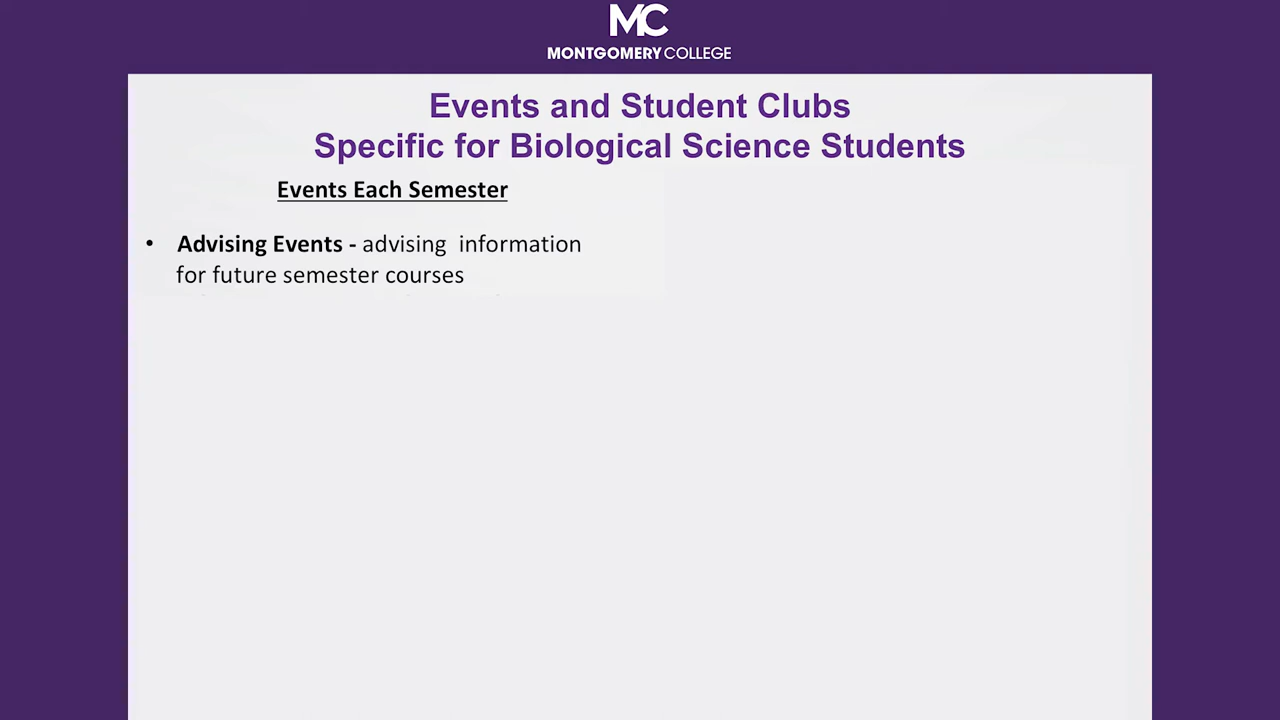 MC
MONTGOMERY COLLEGE
Events and Student Clubs
Specific for Biological Science Students
Events Each Semester
• Advising Events - advising information
for future semester courses